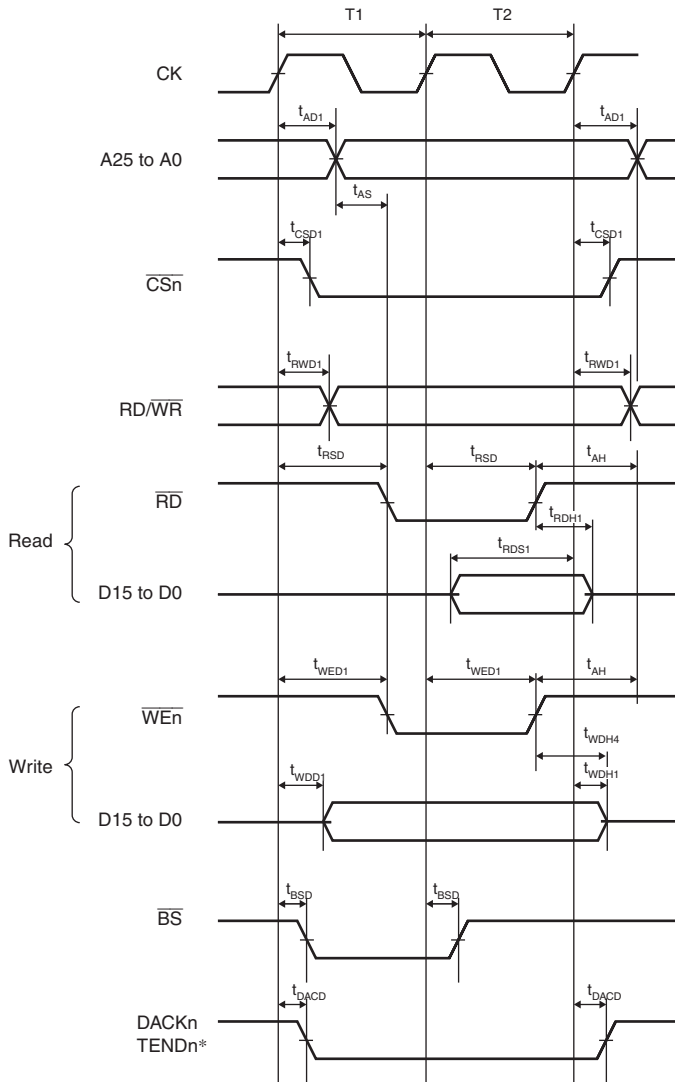 T1 T2
CK
tAD1 tAD1
A25 to A0
tAS
tCSD1 tCSD1
CSn
tRWD1 tRWD1
RD/WR
tRSD tRSD tAH
RD
tRDH1
Read
tRDS1
D15 to D0
tWED1 tWED1 tAH
WEn
tWDH4
Write
tWDD1 tWDH1
D15 to D0
tBSD tBSD
BS
tDACD tDACD
DACKn
TENDn*